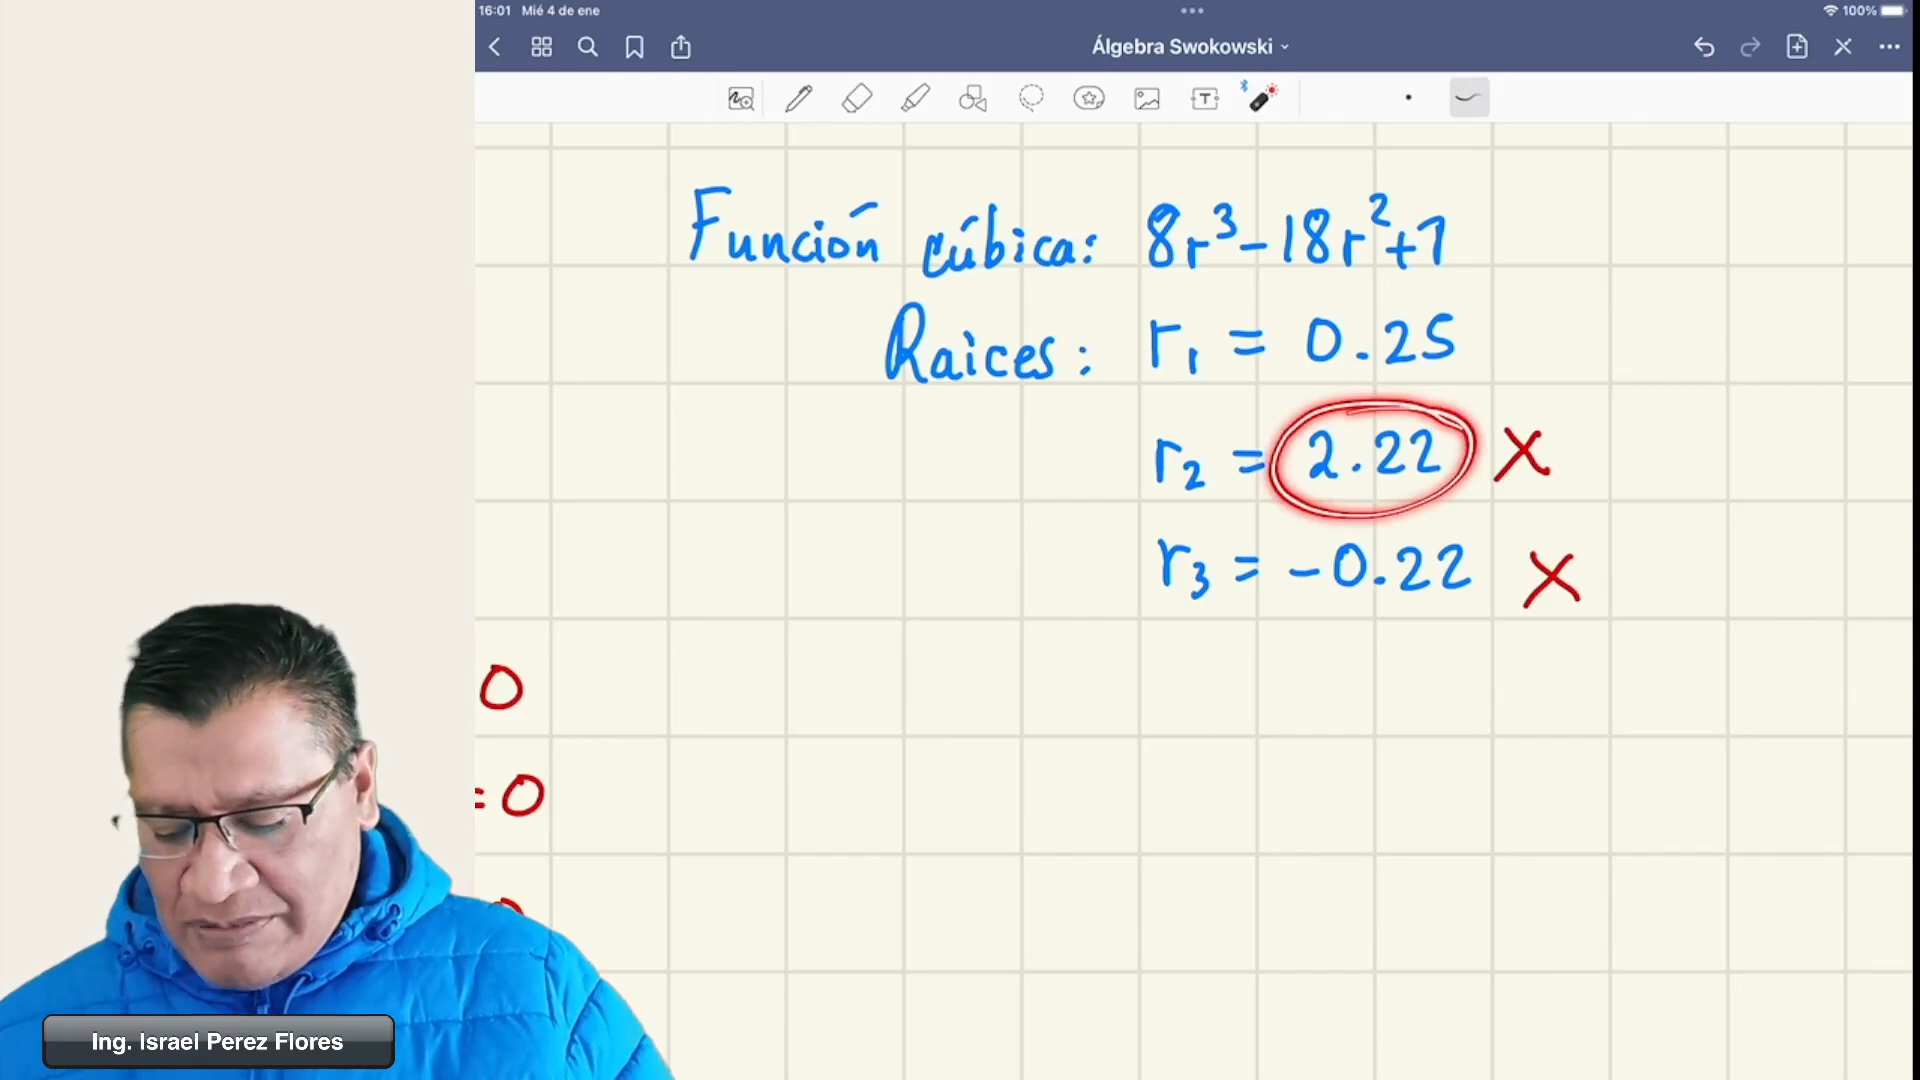 16:01 Mié 4 de ene
100%
Álgebra Swokowski
T
Función cúbica: 8r³-18r²+1
Raices: r₁ = 0.25
r₂ = 2.22 X
r₃ = -0.22 X
0
=0
Ing. Israel Perez Flores